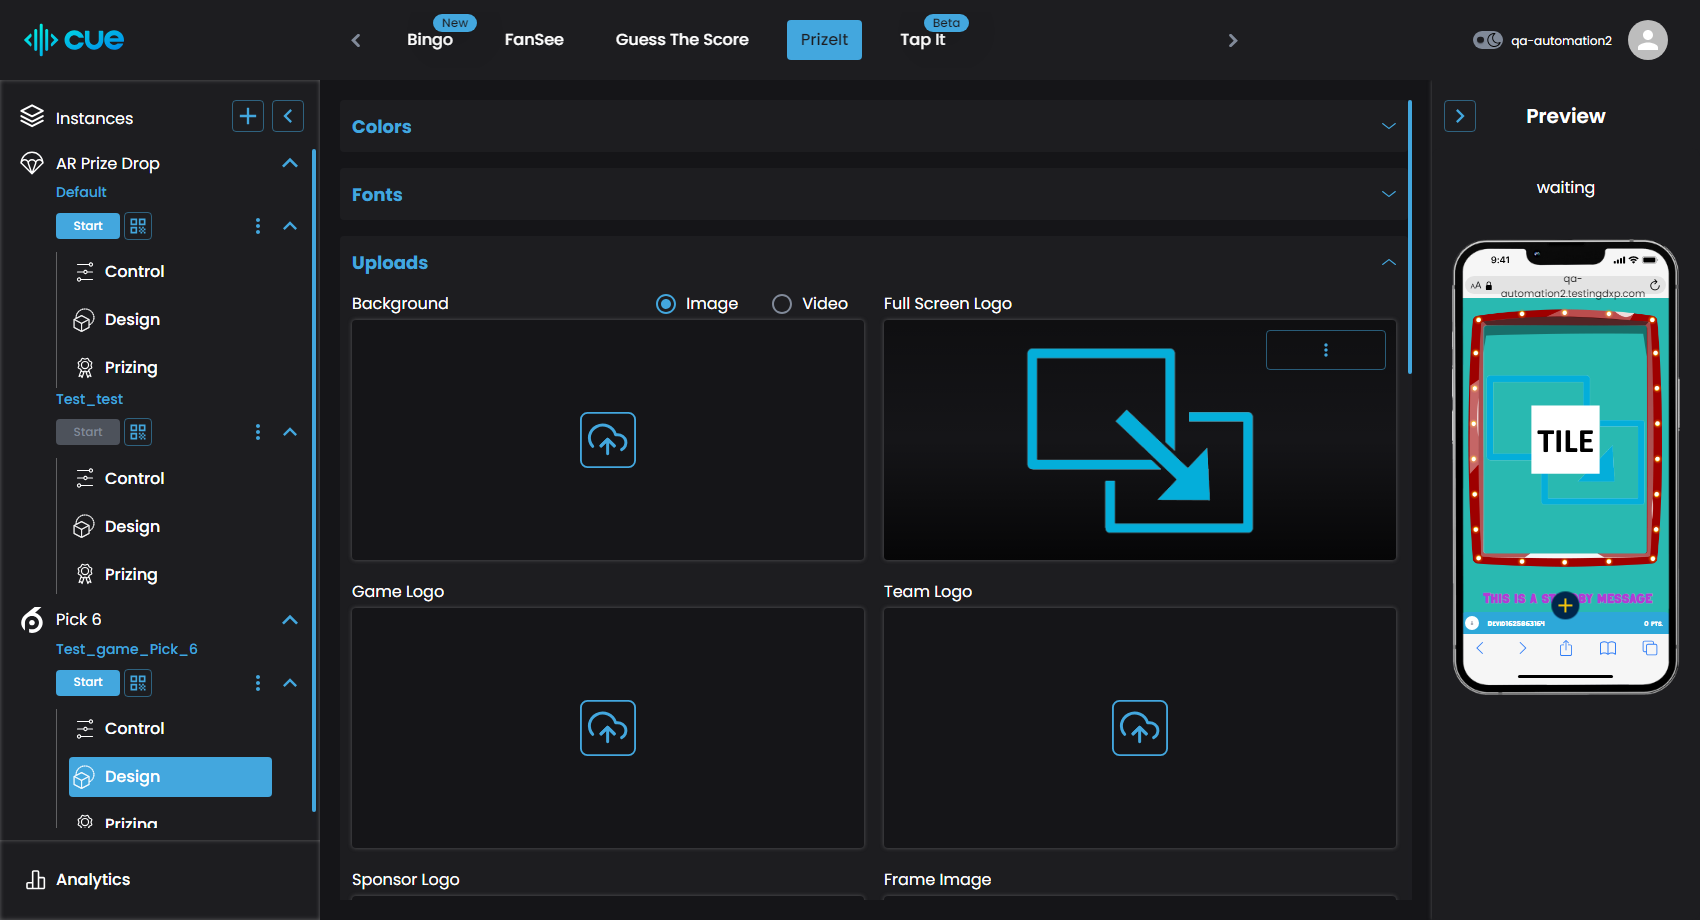 cue
New
Bingo
FanSee
Guess The Score
PrizeIt
Beta
Tap It
qa-automation2
Instances
AR Prize Drop
Default
Start
Control
Design
Prizing
Test_test
Start
Control
Design
Prizing
Pick 6
Test_game_Pick_6
Start
Control
Design
Prizing
Analytics
Colors
Fonts
Uploads
Background
Image
Video
Full Screen Logo
Game Logo
Team Logo
Sponsor Logo
Frame Image
Preview
waiting
9:41
AA
qa-
automation2.testingdxp.com
TILE
THIS IS A ST BY MESSAGE
0 PTS.